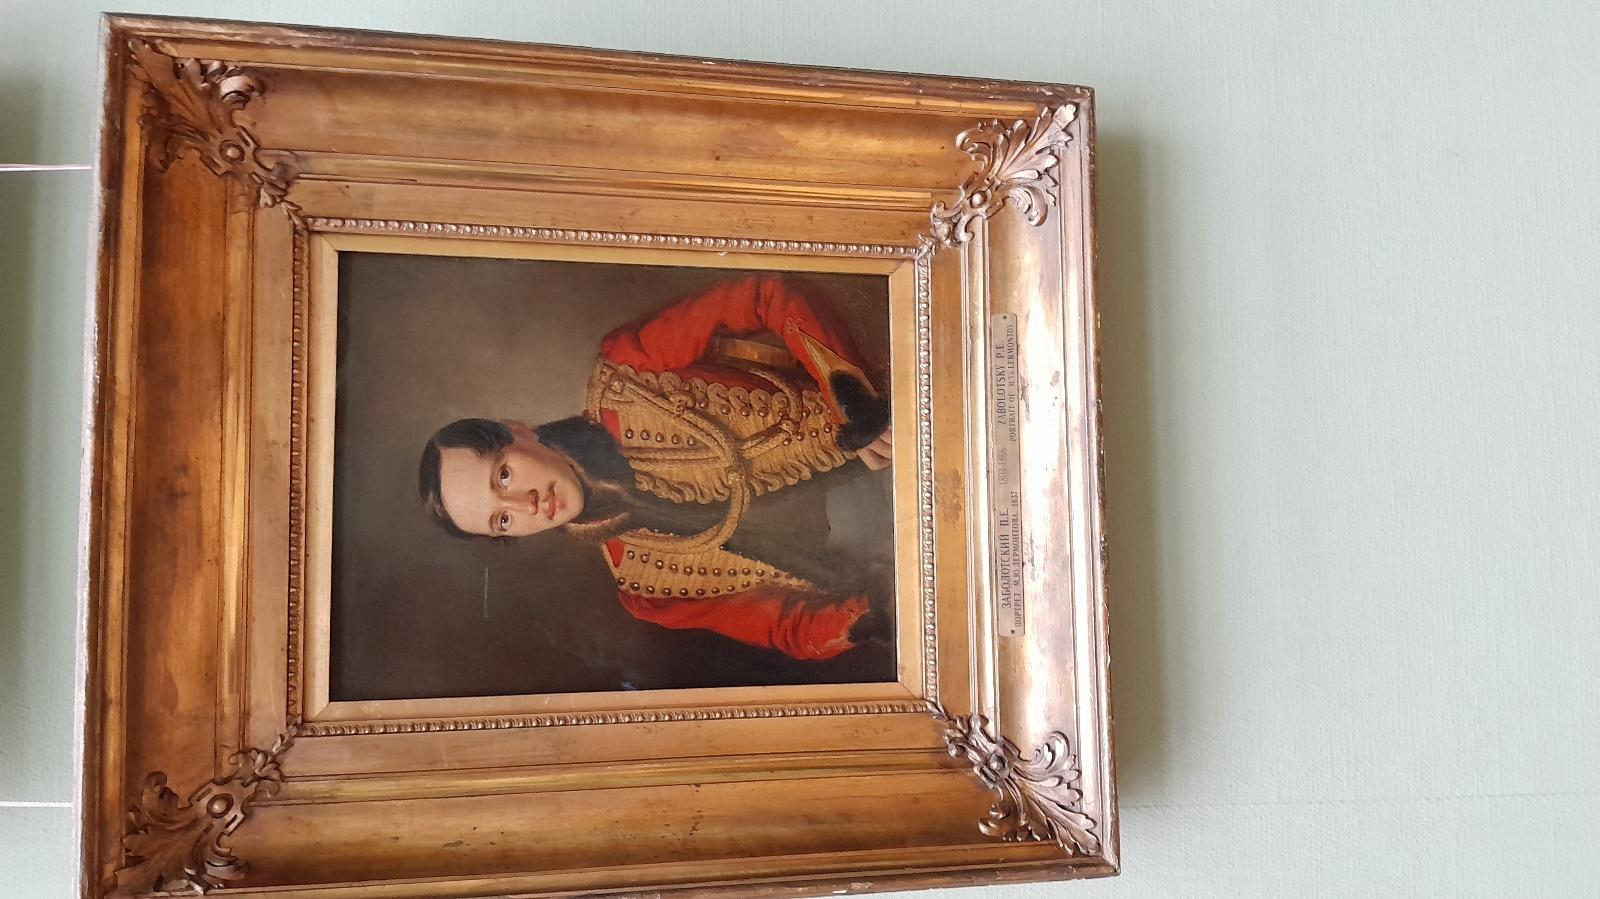 ЗАБОЛОТСКИЙ П.Е.
ПОРТРЕТ М.Ю.ЛЕРМОНТОВА. 1837
ZABOLOTSKY P.E.
PORTRAIT OF M.Yu.LERMONTOV